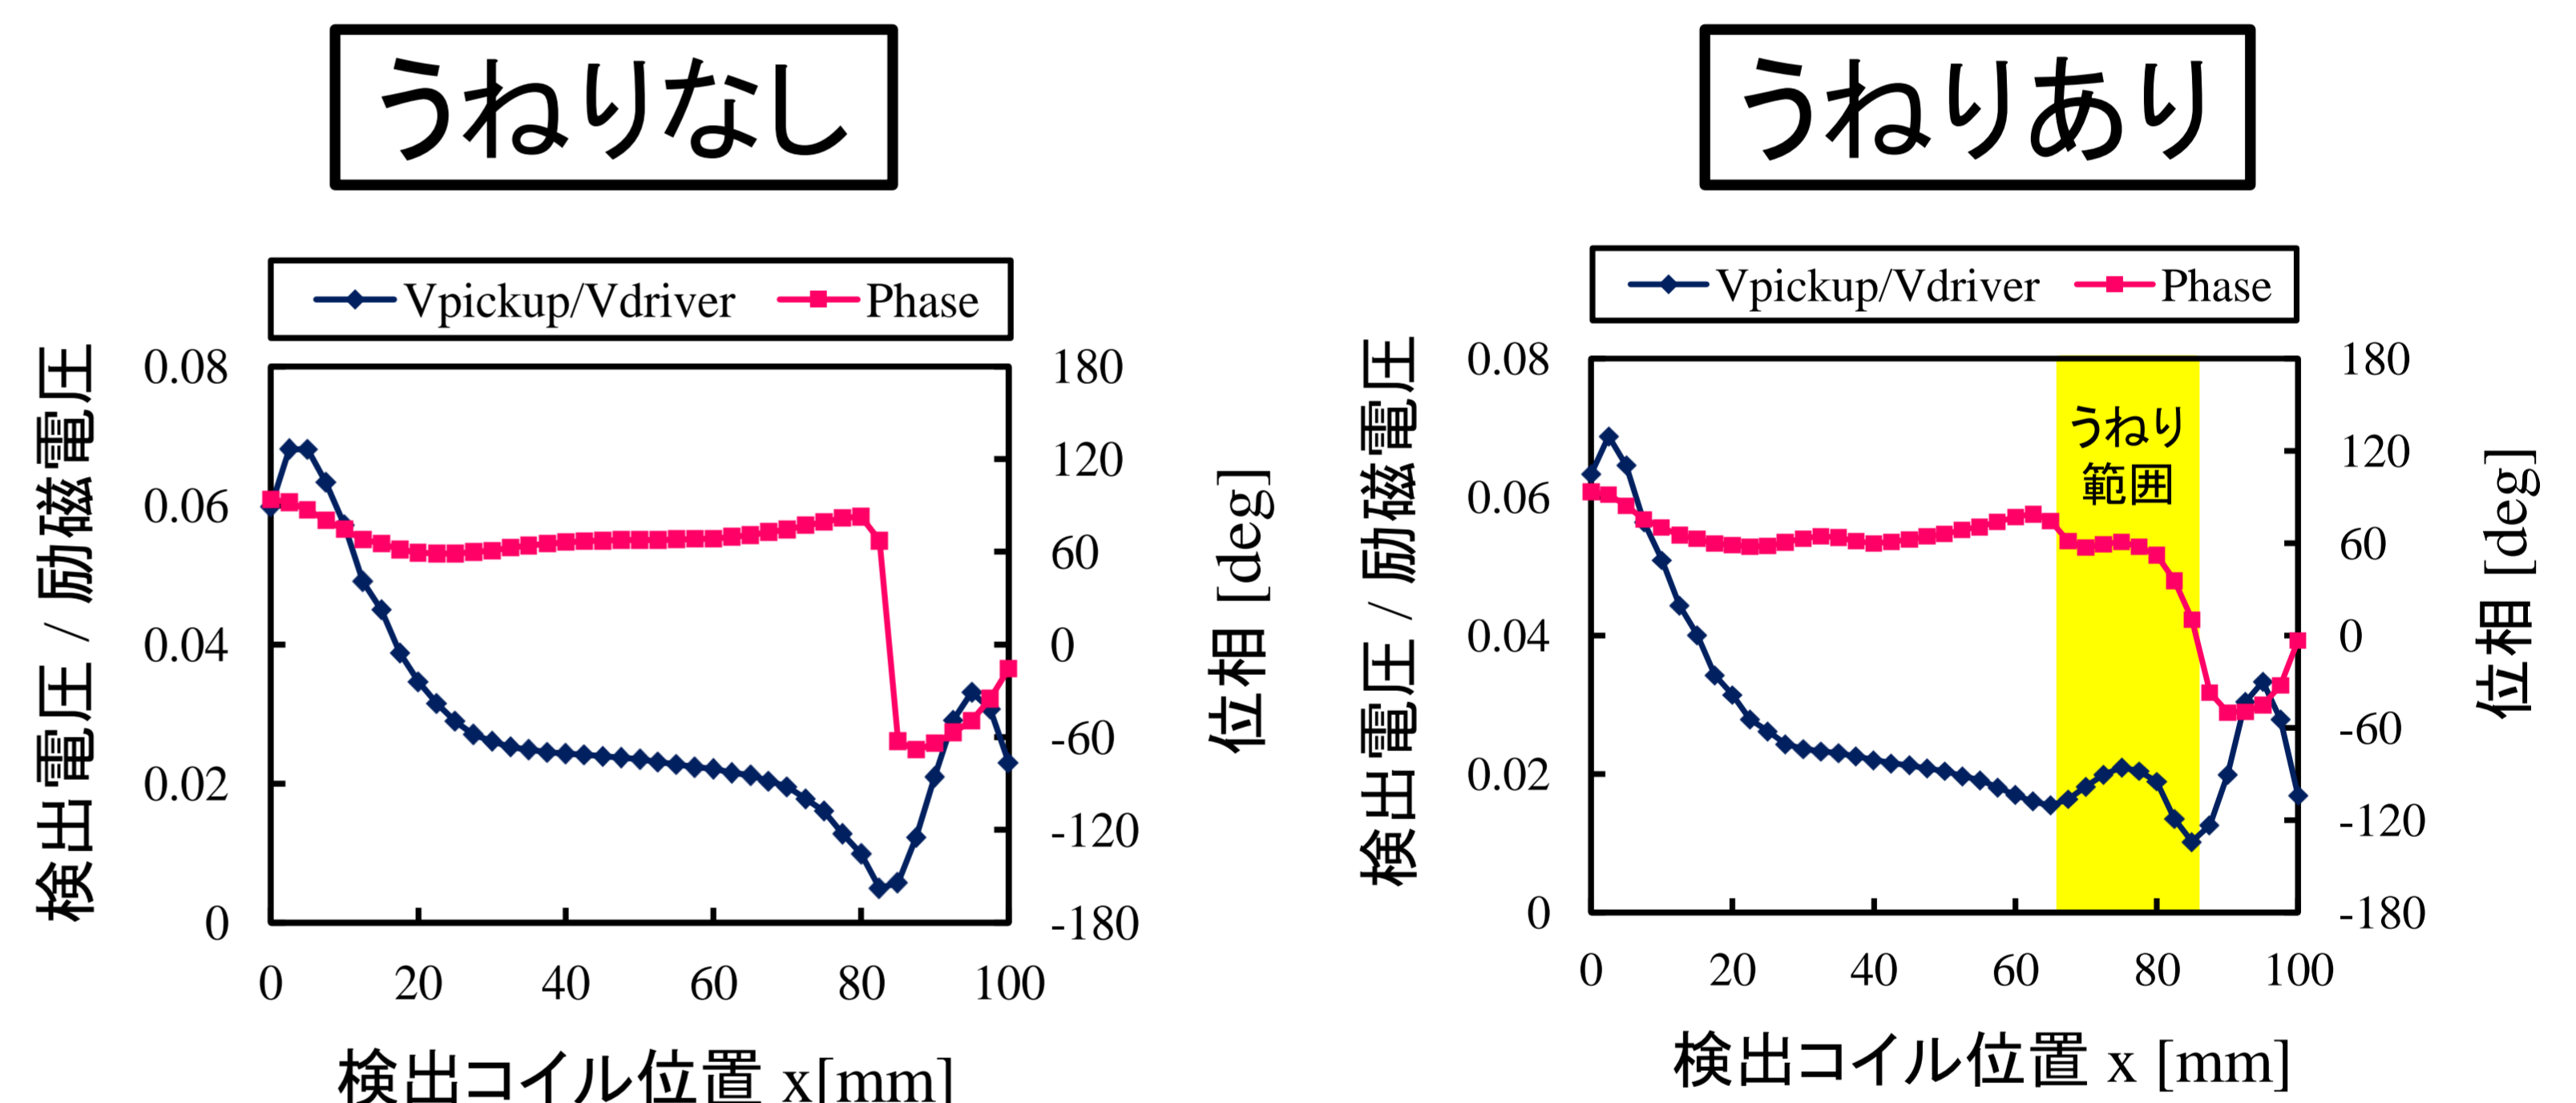 うねりなし
Vpickup/Vdriver
Phase
検出電圧 / 励磁電圧
0.08
0.06
0.04
0.02
0
180
120
60
0
-60
-120
-180
位相 [deg]
0 20 40 60 80 100
検出コイル位置 x[mm]
うねりあり
Vpickup/Vdriver
Phase
検出電圧 / 励磁電圧
0.08
0.06
0.04
0.02
0
うねり
範囲
180
120
60
0
-60
-120
-180
位相 [deg]
0 20 40 60 80 100
検出コイル位置 x [mm]